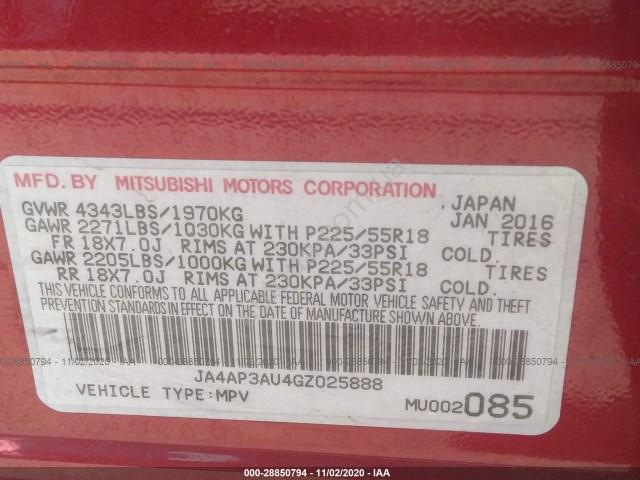 MFD. BY MITSUBISHI MOTORS CORPORATION
JAPAN
GVWR 4343LBS/1970KG
JAN 2016
GAWR 2271LBS/1030KG WITH P225/55R18 TIRES
FR 18X7.0J RIMS AT 230KPA/33PSI COLD.
GAWR 2205LBS/1000KG WITH P225/55R18 TIRES
RR 18X7.0J RIMS AT 230KPA/33PSI COLD.
THIS VEHICLE CONFORMS TO ALL APPLICABLE FEDERAL MOTOR VEHICLE SAFETY AND THEFT
PREVENTION STANDARDS IN EFFECT ON THE DATE OF MANUFACTURE SHOWN ABOVE.
JA4AP3AU4GZ025888
VEHICLE TYPE:MPV
MU002085
000-28850794 - 11/02/2020 - IAA